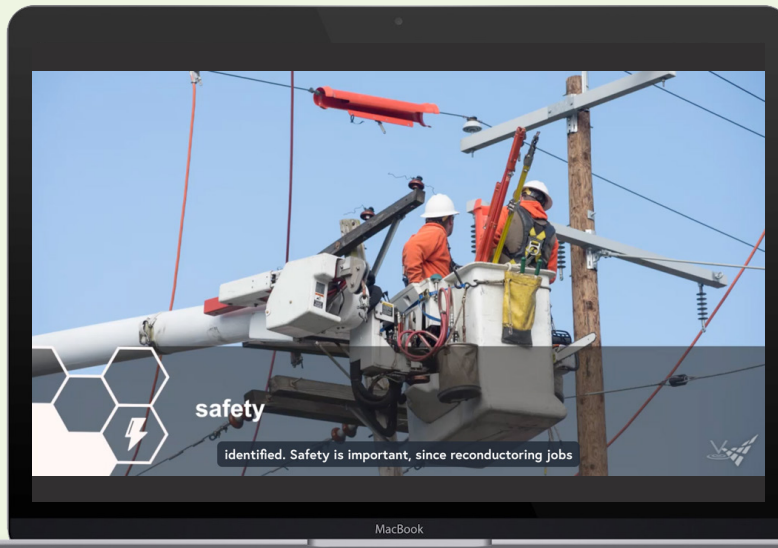 safety
identified. Safety is important, since reconductoring jobs
MacBook